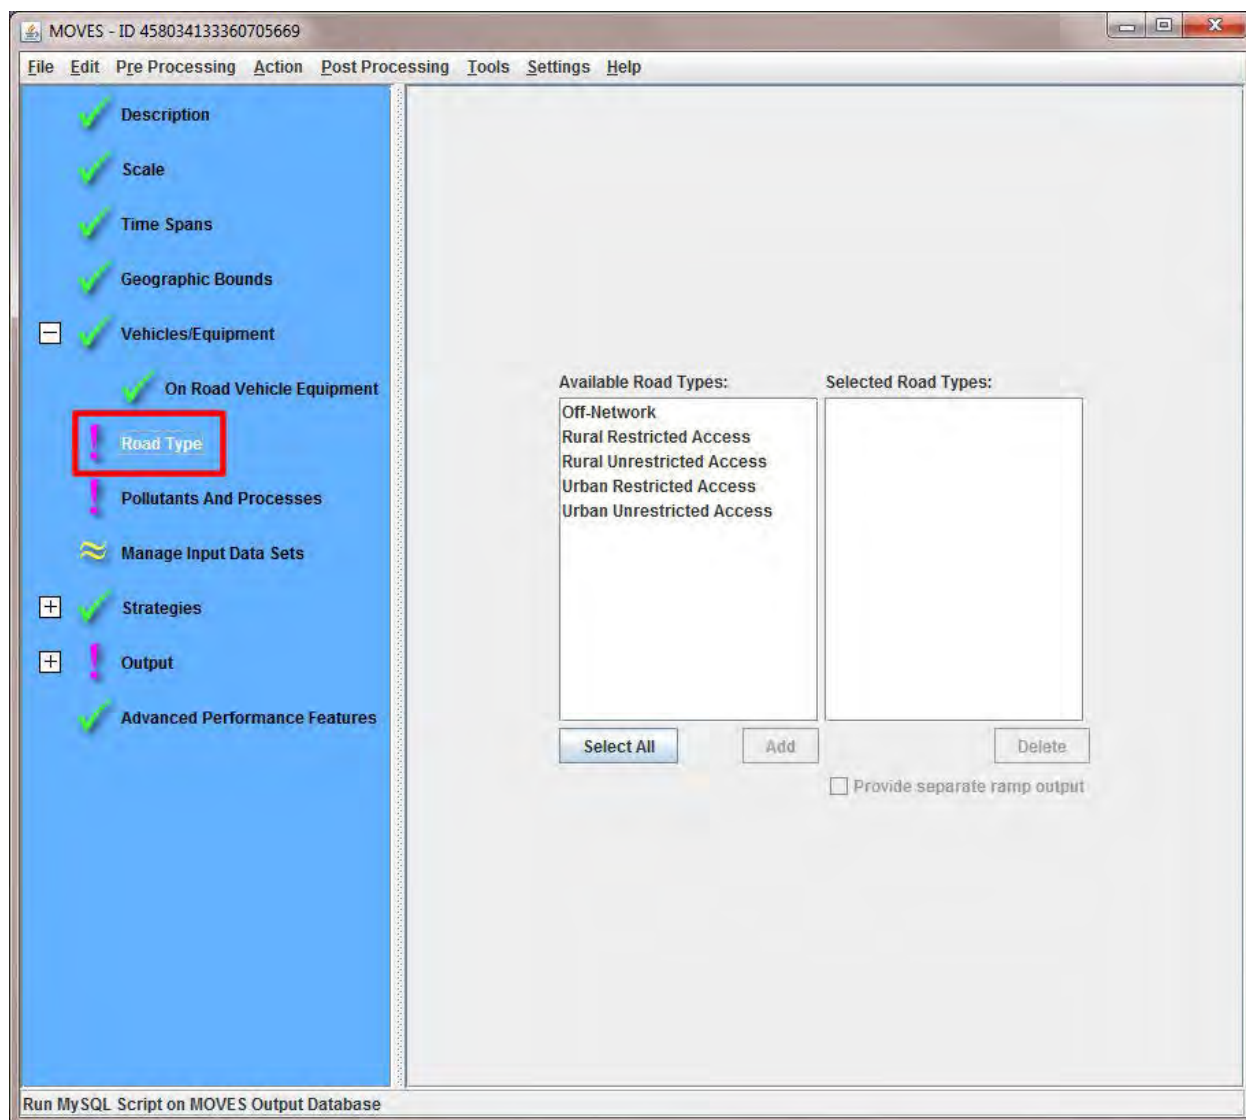 MOVES - ID 458034133360705669
File Edit Pre Processing Action Post Processing Tools Settings Help
Description
Scale
Time Spans
Geographic Bounds
Vehicles/Equipment
On Road Vehicle Equipment
Road Type
Pollutants And Processes
Manage Input Data Sets
Strategies
Output
Advanced Performance Features
Available Road Types:
Off-Network
Rural Restricted Access
Rural Unrestricted Access
Urban Restricted Access
Urban Unrestricted Access
Select All
Add
Selected Road Types:
Delete
Provide separate ramp output
Run MySQL Script on MOVES Output Database